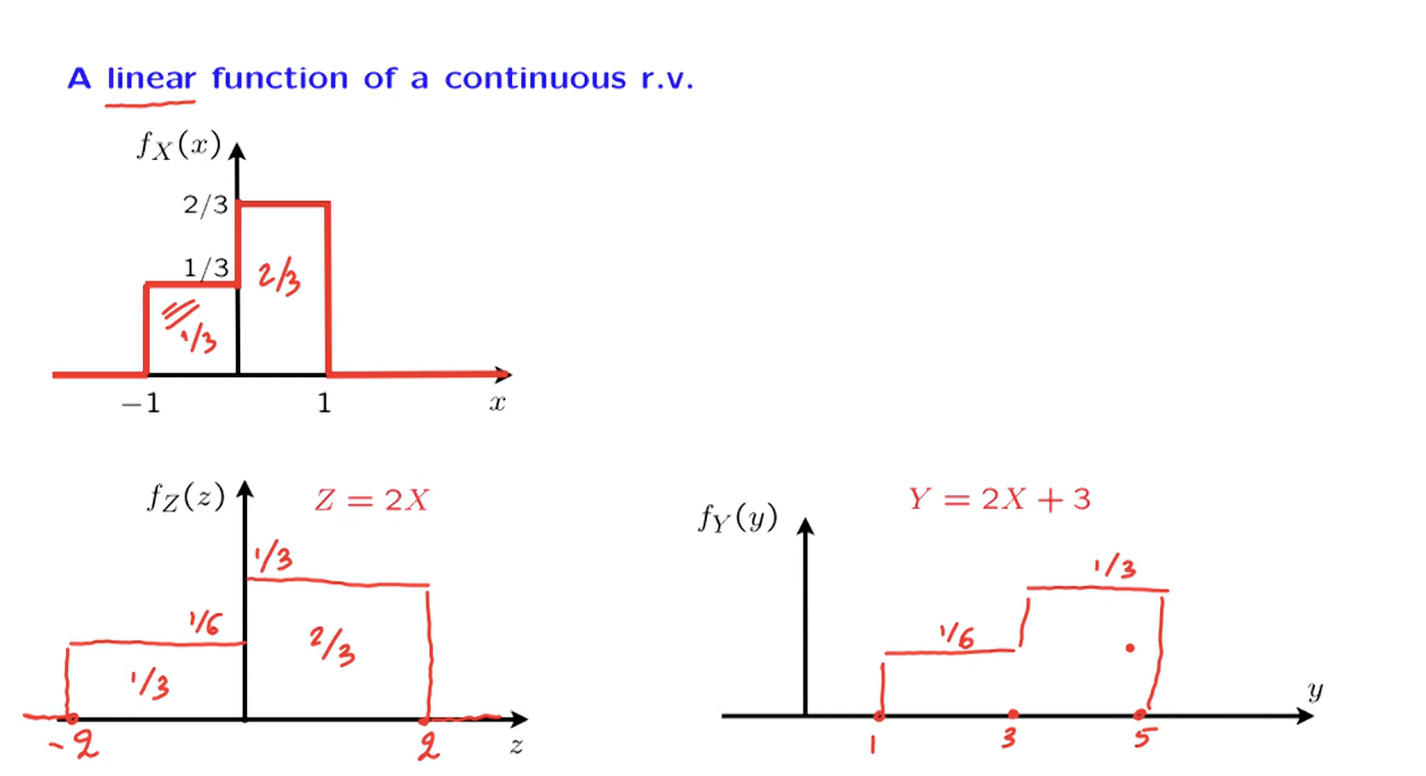 A linear function of a continuous r.v.
f_X(x)
2/3
1/3
2/3
1/3
−1
1
x
f_Z(z)
Z = 2X
1/3
1/6
2/3
1/3
-2
2
z
f_Y(y)
Y = 2X + 3
1/3
1/6
y
1
3
5